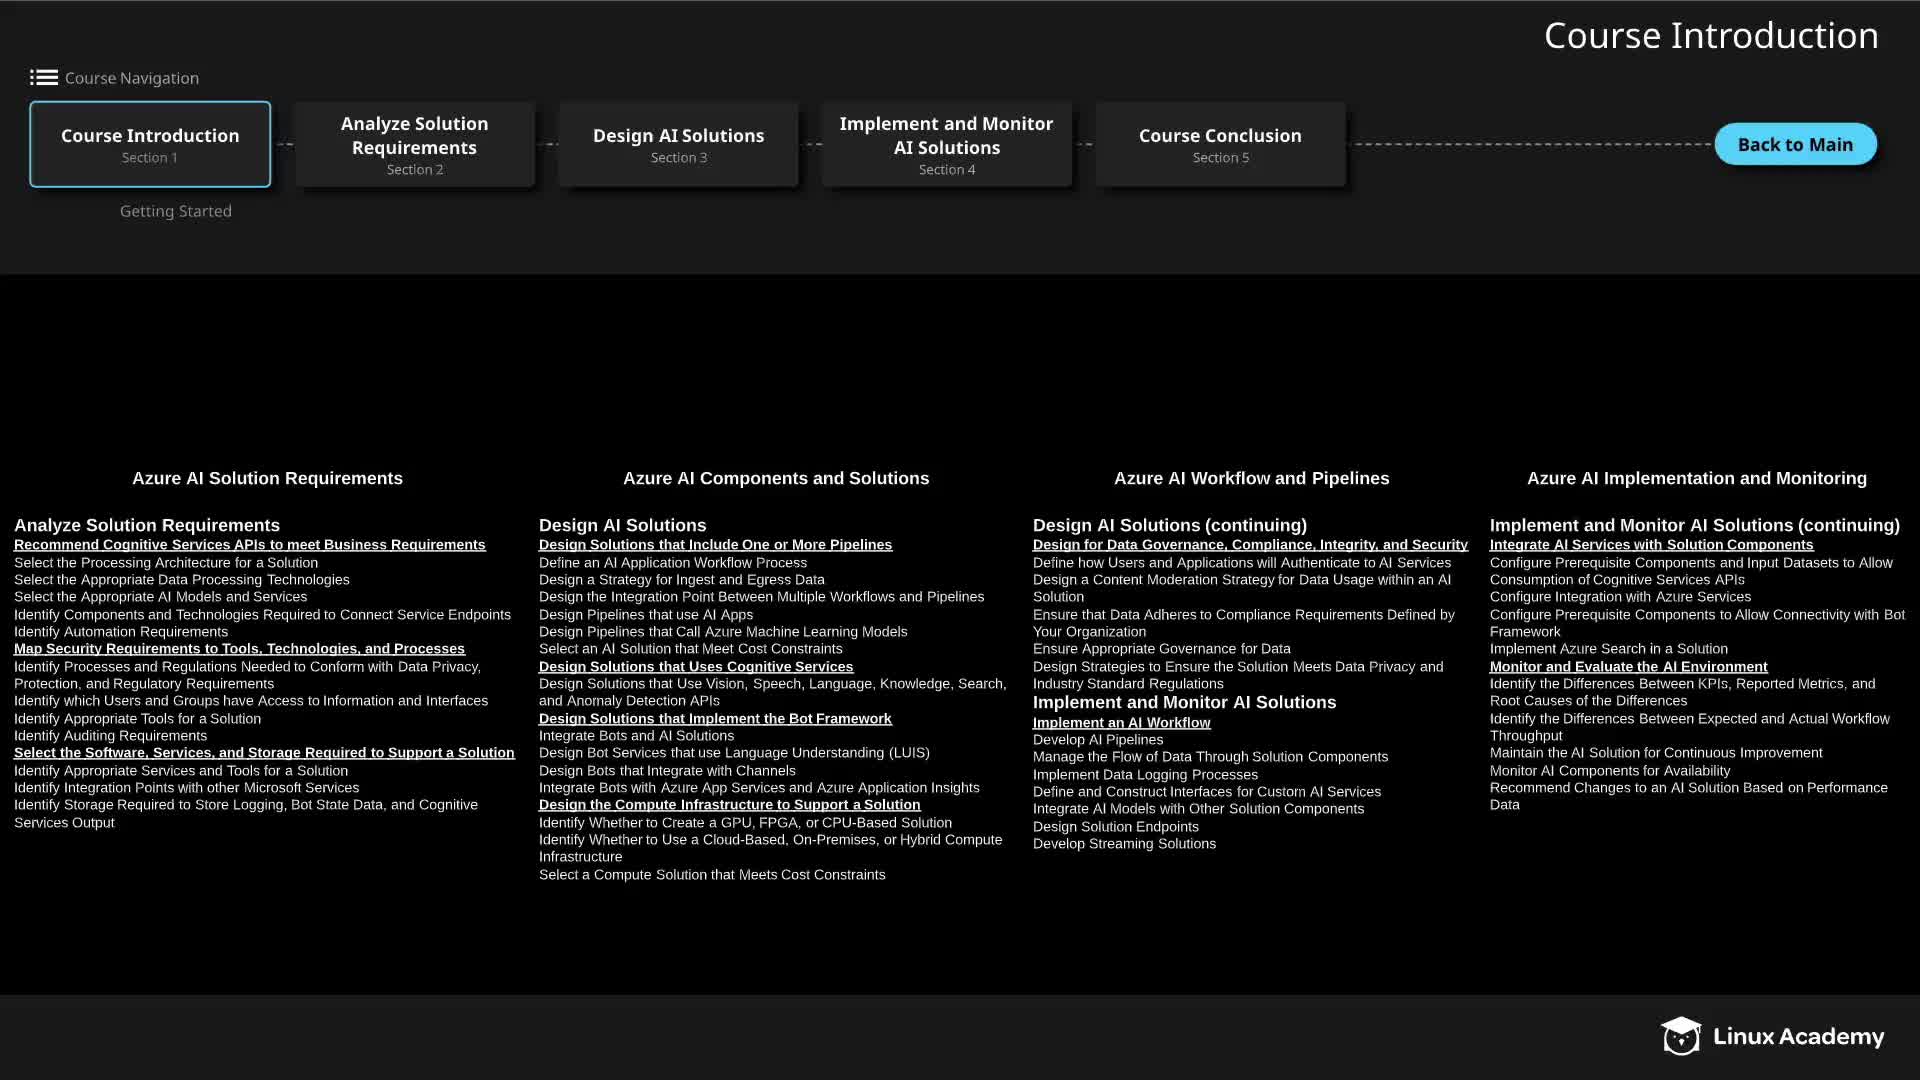 Course Introduction
Course Navigation
Course Introduction
Section 1
Analyze Solution
Requirements
Section 2
Design AI Solutions
Section 3
Implement and Monitor
AI Solutions
Section 4
Course Conclusion
Section 5
Back to Main
Getting Started
Azure AI Solution Requirements
Analyze Solution Requirements
Recommend Cognitive Services APIs to meet Business Requirements
Select the Processing Architecture for a Solution
Select the Appropriate Data Processing Technologies
Select the Appropriate AI Models and Services
Identify Components and Technologies Required to Connect Service Endpoints
Identify Automation Requirements
Map Security Requirements to Tools, Technologies, and Processes
Identify Processes and Regulations Needed to Conform with Data Privacy,
Protection, and Regulatory Requirements
Identify which Users and Groups have Access to Information and Interfaces
Identify Appropriate Tools for a Solution
Identify Auditing Requirements
Select the Software, Services, and Storage Required to Support a Solution
Identify Appropriate Services and Tools for a Solution
Identify Integration Points with other Microsoft Services
Identify Storage Required to Store Logging, Bot State Data, and Cognitive
Services Output
Azure AI Components and Solutions
Design AI Solutions
Design Solutions that Include One or More Pipelines
Define an AI Application Workflow Process
Design a Strategy for Ingest and Egress Data
Design the Integration Point Between Multiple Workflows and Pipelines
Design Pipelines that use AI Apps
Design Pipelines that Call Azure Machine Learning Models
Select an AI Solution that Meet Cost Constraints
Design Solutions that Uses Cognitive Services
Design Solutions that Use Vision, Speech, Language, Knowledge, Search,
and Anomaly Detection APIs
Design Solutions that Implement the Bot Framework
Integrate Bots and AI Solutions
Design Bot Services that use Language Understanding (LUIS)
Design Bots that Integrate with Channels
Integrate Bots with Azure App Services and Azure Application Insights
Design the Compute Infrastructure to Support a Solution
Identify Whether to Create a GPU, FPGA, or CPU-Based Solution
Identify Whether to Use a Cloud-Based, On-Premises, or Hybrid Compute
Infrastructure
Select a Compute Solution that Meets Cost Constraints
Azure AI Workflow and Pipelines
Design AI Solutions (continuing)
Design for Data Governance, Compliance, Integrity, and Security
Define how Users and Applications will Authenticate to AI Services
Design a Content Moderation Strategy for Data Usage within an AI
Solution
Ensure that Data Adheres to Compliance Requirements Defined by
Your Organization
Ensure Appropriate Governance for Data
Design Strategies to Ensure the Solution Meets Data Privacy and
Industry Standard Regulations
Implement and Monitor AI Solutions
Implement an AI Workflow
Develop AI Pipelines
Manage the Flow of Data Through Solution Components
Implement Data Logging Processes
Define and Construct Interfaces for Custom AI Services
Integrate AI Models with Other Solution Components
Design Solution Endpoints
Develop Streaming Solutions
Azure AI Implementation and Monitoring
Implement and Monitor AI Solutions (continuing)
Integrate AI Services with Solution Components
Configure Prerequisite Components and Input Datasets to Allow
Consumption of Cognitive Services APIs
Configure Integration with Azure Services
Configure Prerequisite Components to Allow Connectivity with Bot
Framework
Implement Azure Search in a Solution
Monitor and Evaluate the AI Environment
Identify the Differences Between KPIs, Reported Metrics, and
Root Causes of the Differences
Identify the Differences Between Expected and Actual Workflow
Throughput
Maintain the AI Solution for Continuous Improvement
Monitor AI Components for Availability
Recommend Changes to an AI Solution Based on Performance
Data
Linux Academy